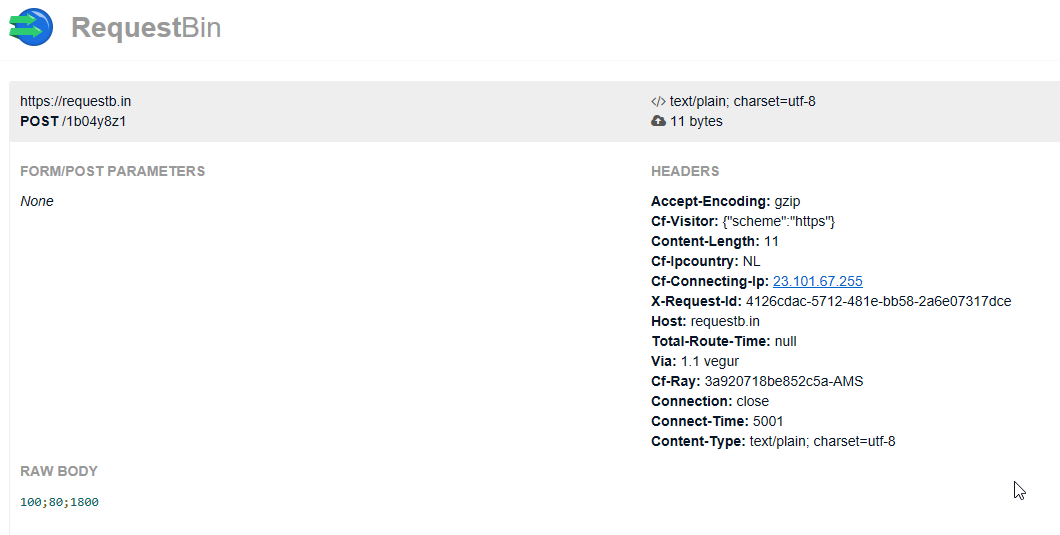 RequestBin
https://requestb.in
POST /1b04y8z1
</> text/plain; charset=utf-8
11 bytes
FORM/POST PARAMETERS
None
HEADERS
Accept-Encoding: gzip
Cf-Visitor: {"scheme":"https"}
Content-Length: 11
Cf-Ipcountry: NL
Cf-Connecting-Ip: 23.101.67.255
X-Request-Id: 4126cdac-5712-481e-bb58-2a6e07317dce
Host: requestb.in
Total-Route-Time: null
Via: 1.1 vegur
Cf-Ray: 3a920718be852c5a-AMS
Connection: close
Connect-Time: 5001
Content-Type: text/plain; charset=utf-8
RAW BODY
100;80;1800